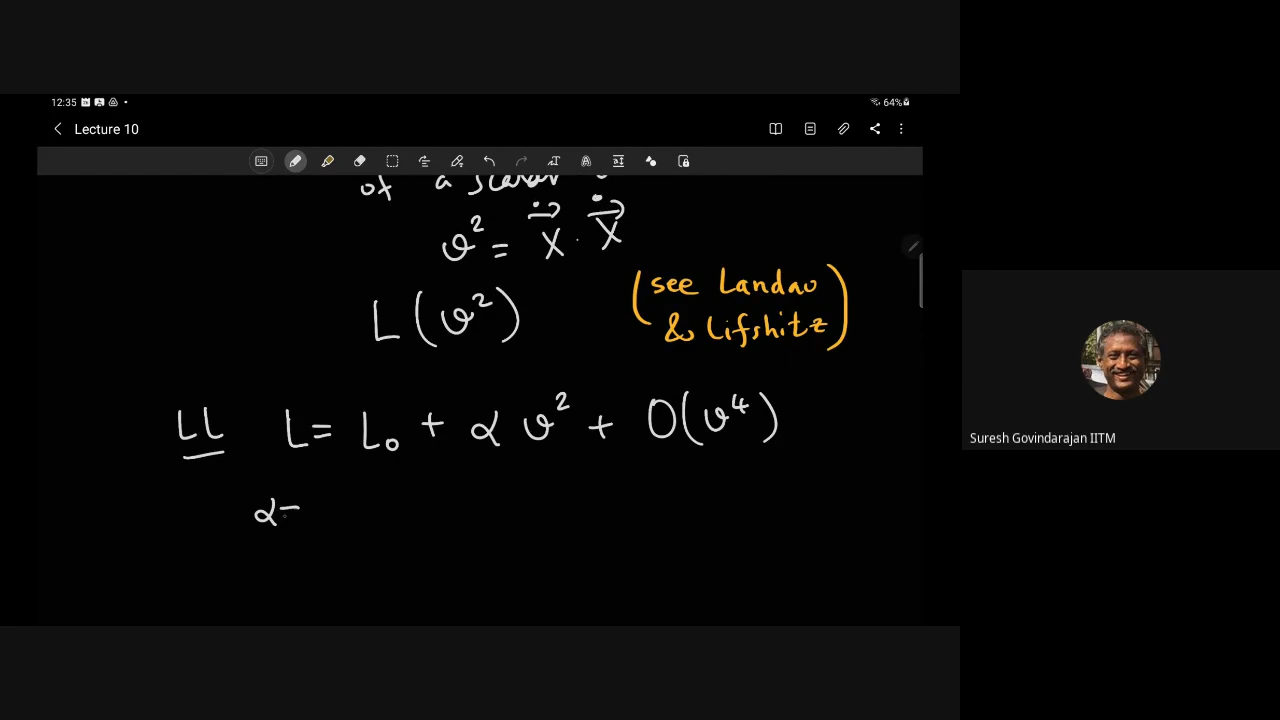 12:35 64%
Lecture 10
of a scalar
v² = Ẋ⃗ · Ẋ⃗
L(v²) (see Landau
& Lifshitz)
LL L = L₀ + α v² + O(v⁴)
α =
Suresh Govindarajan IITM